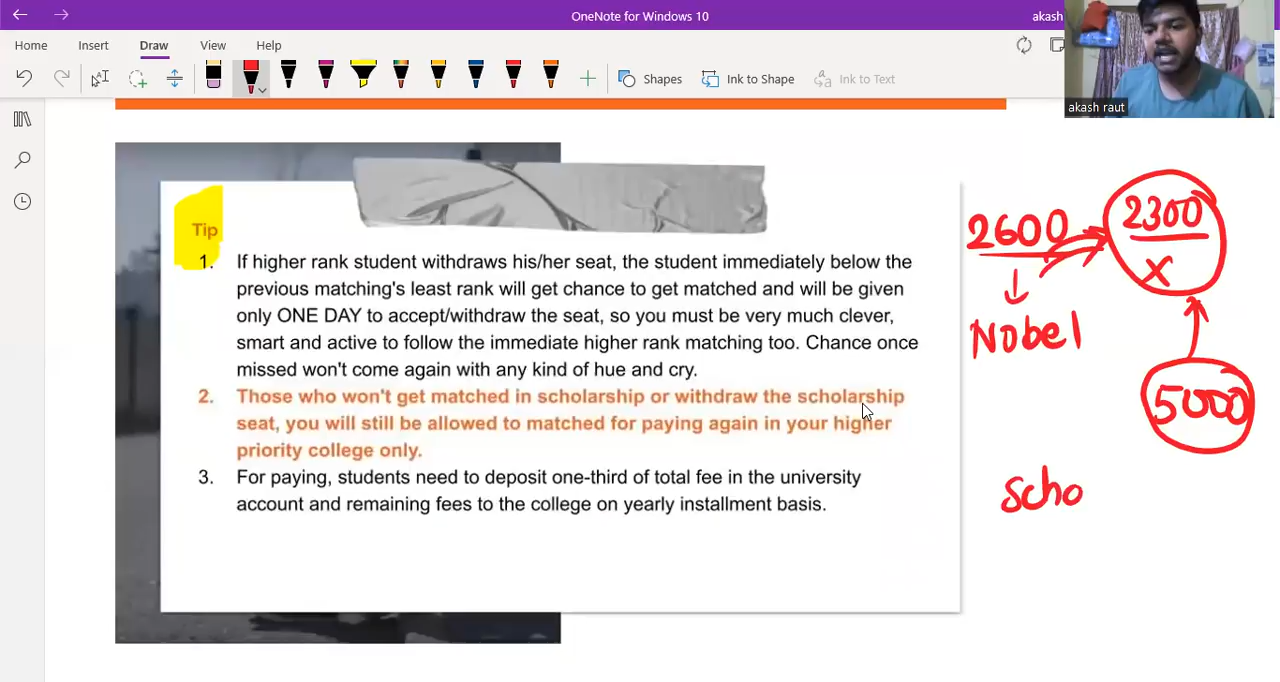 OneNote for Windows 10
akash
Home Insert Draw View Help
Shapes Ink to Shape Ink to Text
akash raut
Tip
1. If higher rank student withdraws his/her seat, the student immediately below the
previous matching's least rank will get chance to get matched and will be given
only ONE DAY to accept/withdraw the seat, so you must be very much clever,
smart and active to follow the immediate higher rank matching too. Chance once
missed won't come again with any kind of hue and cry.
2. Those who won't get matched in scholarship or withdraw the scholarship
seat, you will still be allowed to matched for paying again in your higher
priority college only.
3. For paying, students need to deposit one-third of total fee in the university
account and remaining fees to the college on yearly installment basis.
2600
2300
X
Nobel
5000
Scho